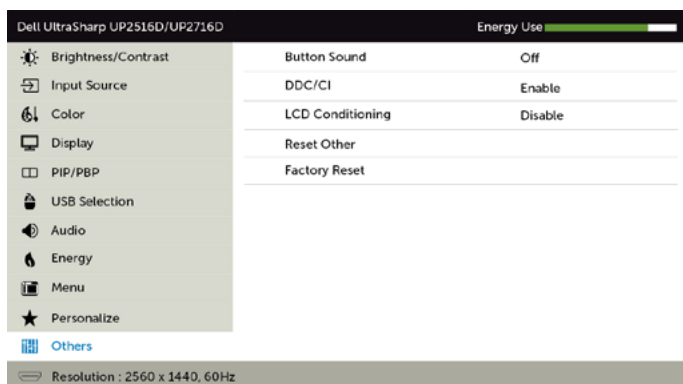 Dell UltraSharp UP2516D/UP2716D Energy Use
Brightness/Contrast
Input Source
Color
Display
PIP/PBP
USB Selection
Audio
Energy
Menu
Personalize
Others
Button Sound Off
DDC/CI Enable
LCD Conditioning Disable
Reset Other
Factory Reset
Resolution : 2560 x 1440, 60Hz